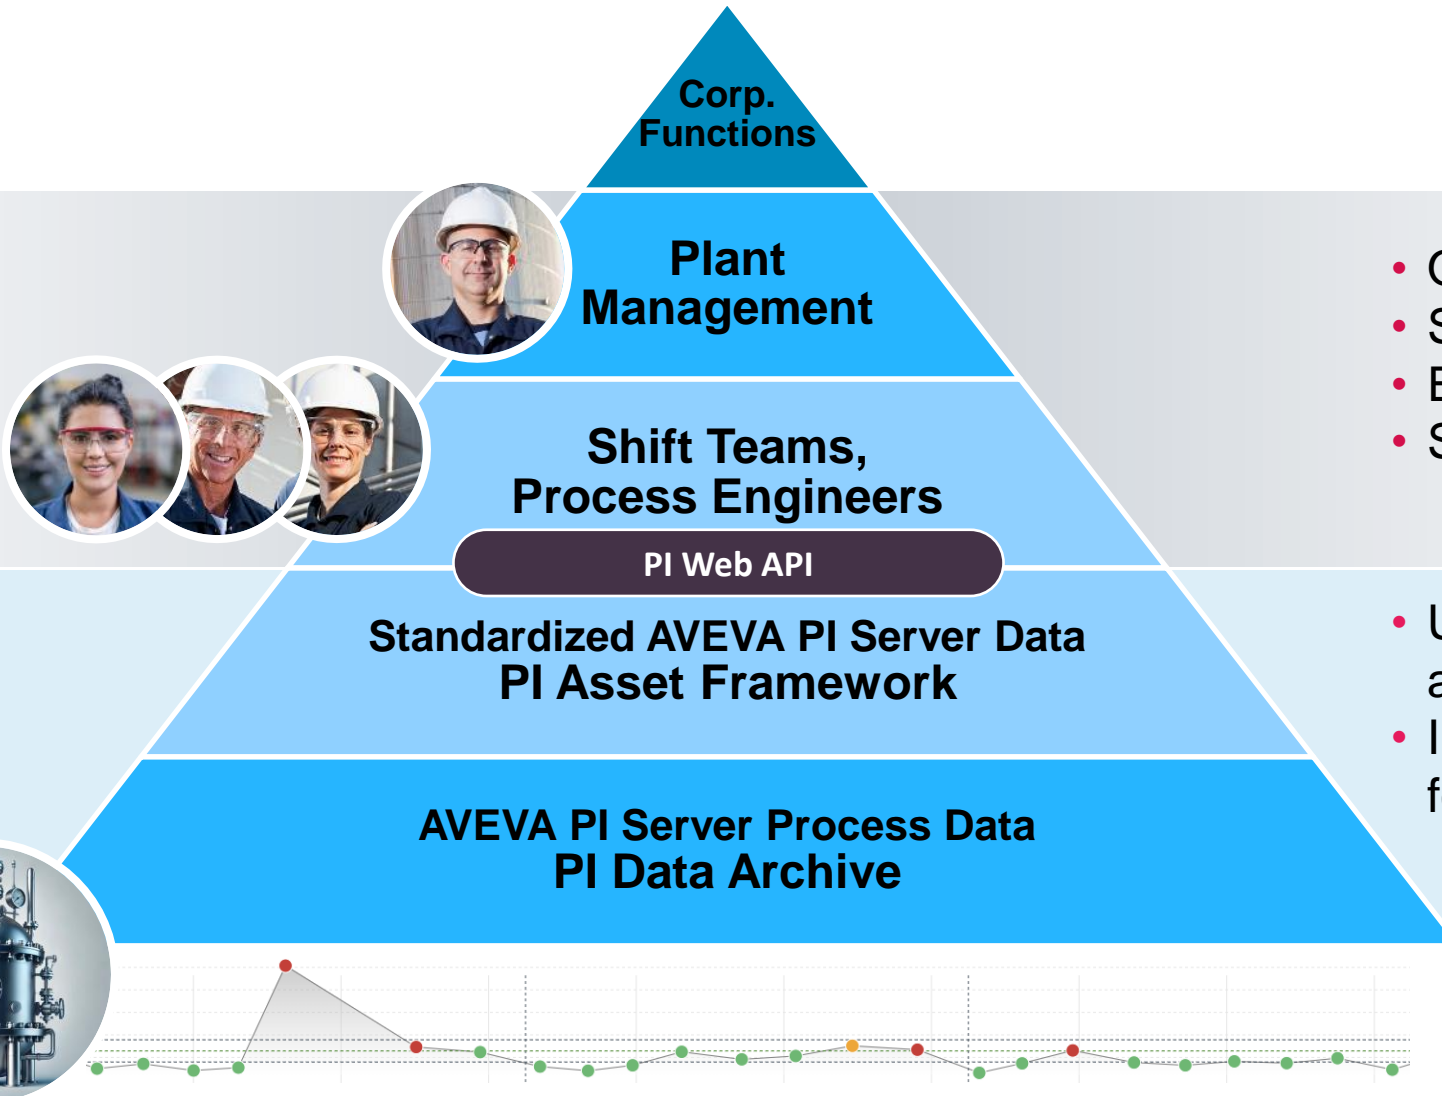 Corp.
Functions
Plant
Management
Shift Teams,
Process Engineers
PI Web API
Standardized AVEVA PI Server Data
PI Asset Framework
AVEVA PI Server Process Data
PI Data Archive